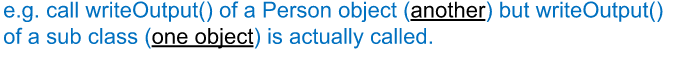 e.g. call writeOutput() of a Person object (another) but writeOutput()
of a sub class (one object) is actually called.